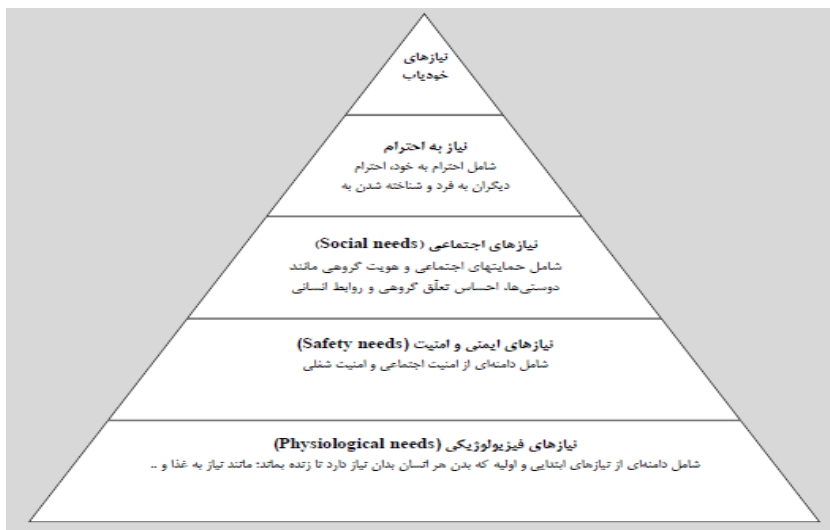 نیازهای
خودیاب
نیاز به احترام
شامل احترام به خود، احترام
دیگران به فرد و شناخته شدن به
نیازهای اجتماعی (Social needs)
شامل حمایتهای اجتماعی و هویت گروهی مانند
دوستی‌ها، احساس تعلّق گروهی و روابط انسانی
نیازهای ایمنی و امنیت (Safety needs)
شامل دامنه‌ای از امنیت اجتماعی و امنیت شغلی
نیازهای فیزیولوژیکی (Physiological needs)
شامل دامنه‌ای از نیازهای ابتدایی و اولیه که بدن هر انسان بدان نیاز دارد تا زنده بماند؛ مانند نیاز به غذا و ..